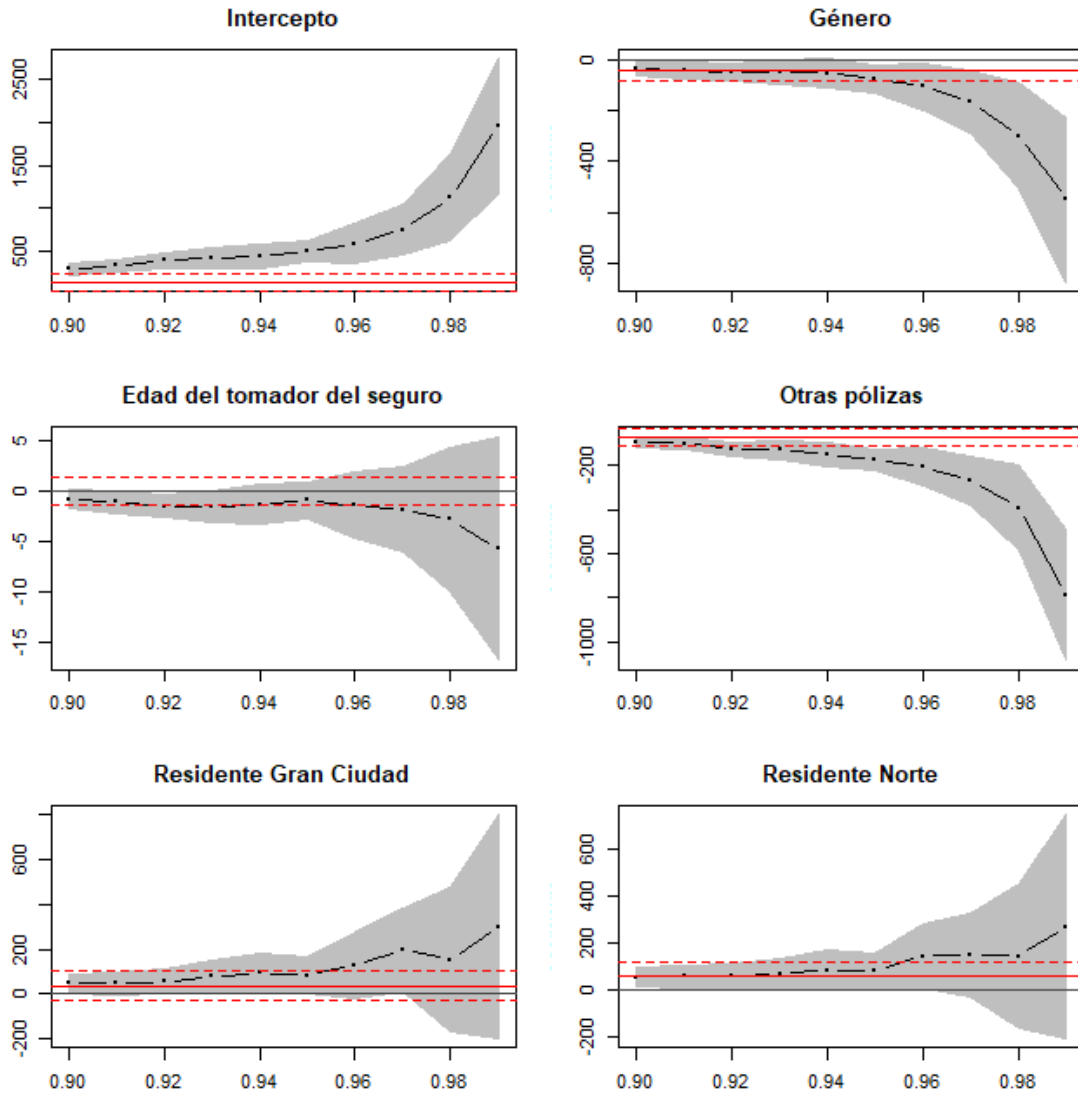 Intercepto
2500
1500
500
0.90 0.92 0.94 0.96 0.98
Género
0
-400
-800
0.90 0.92 0.94 0.96 0.98
Edad del tomador del seguro
5
0
-5
-10
-15
0.90 0.92 0.94 0.96 0.98
Otras pólizas
-200
-600
-1000
0.90 0.92 0.94 0.96 0.98
Residente Gran Ciudad
600
200
0
-200
0.90 0.92 0.94 0.96 0.98
Residente Norte
600
400
200
0
-200
0.90 0.92 0.94 0.96 0.98